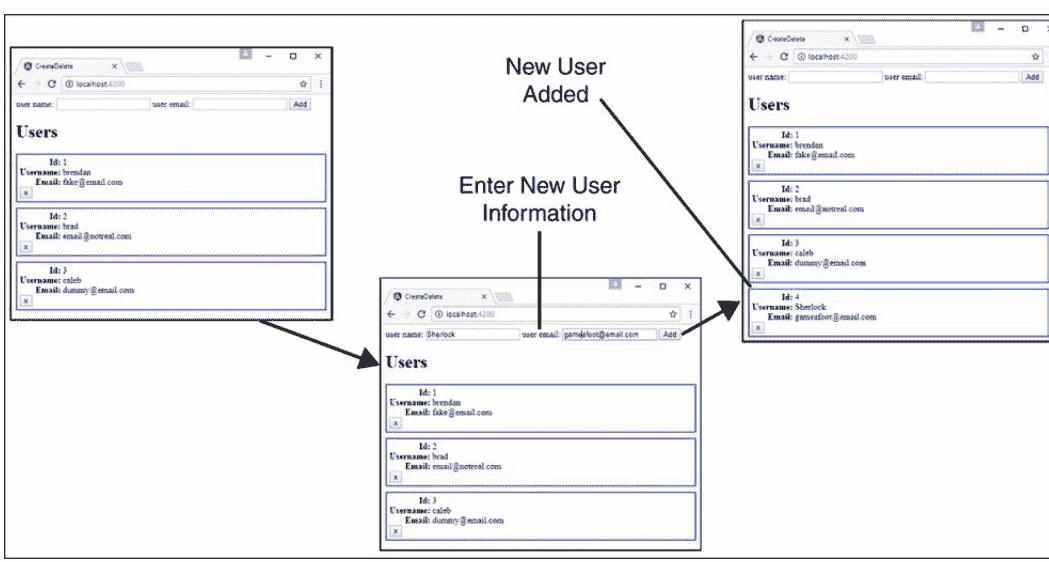 CreateDelete
localhost:4200
user name: user email: Add
Users
Id: 1
Username: brendan
Email: fake@email.com
x
Id: 2
Username: brad
Email: email@notreal.com
x
Id: 3
Username: caleb
Email: dummy@email.com
x
Enter New User
Information
CreateDelete
localhost:4200
user name: Sherlock user email: gamesafoot@email.com Add
Users
Id: 1
Username: brendan
Email: fake@email.com
x
Id: 2
Username: brad
Email: email@notreal.com
x
Id: 3
Username: caleb
Email: dummy@email.com
x
New User
Added
CreateDelete
localhost:4200
user name: user email: Add
Users
Id: 1
Username: brendan
Email: fake@email.com
x
Id: 2
Username: brad
Email: email@notreal.com
x
Id: 3
Username: caleb
Email: dummy@email.com
x
Id: 4
Username: Sherlock
Email: gamesafoot@email.com
x